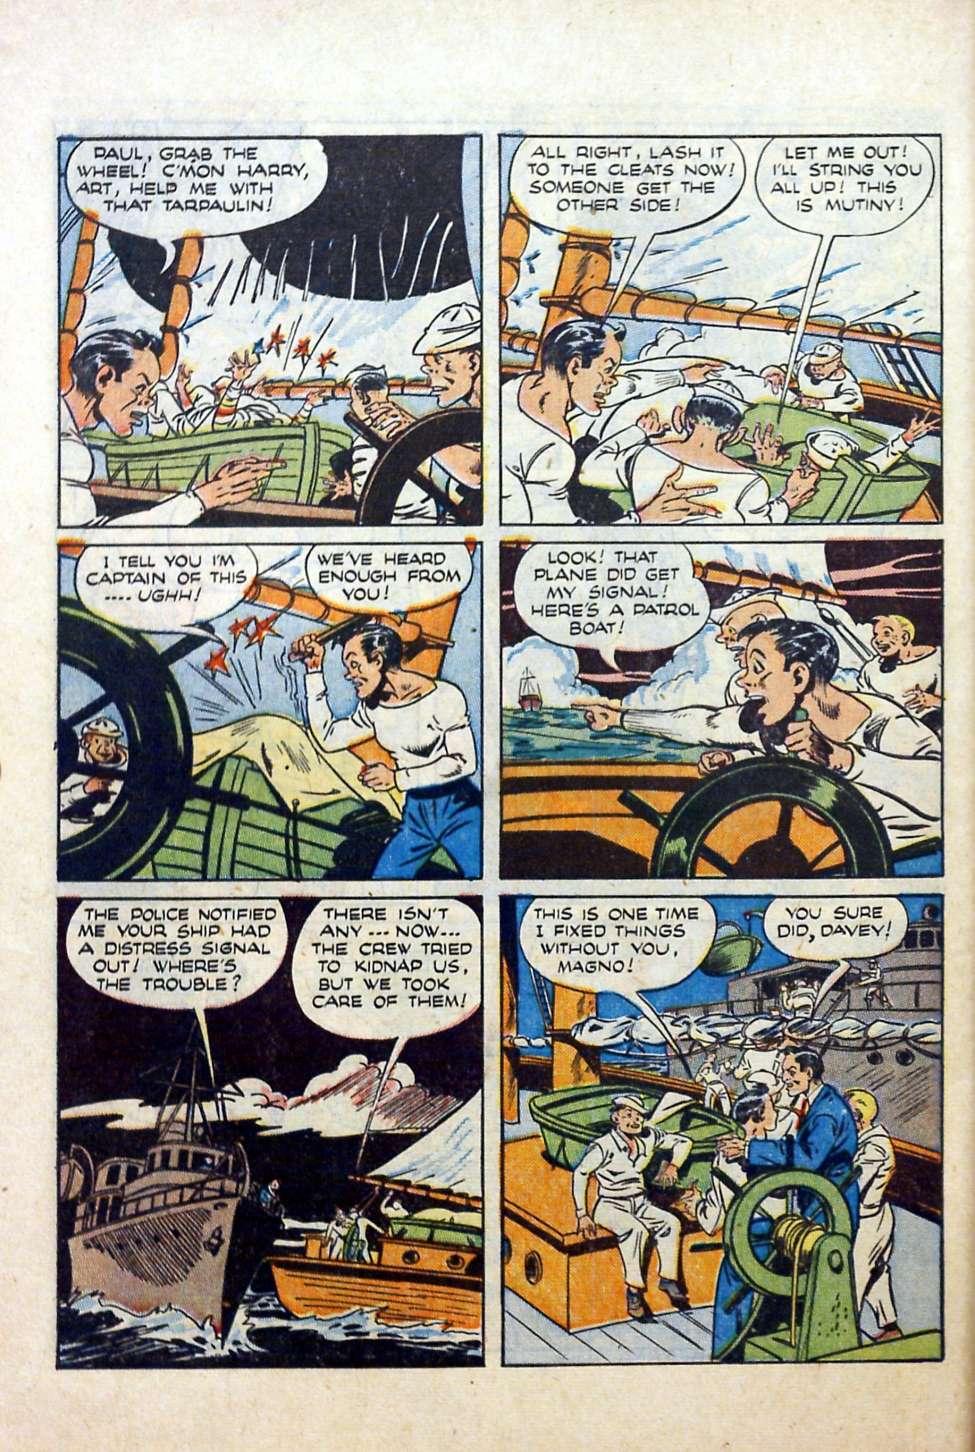 PAUL, GRAB THE
WHEEL! C'MON HARRY,
ART, HELP ME WITH
THAT TARPAULIN!
ALL RIGHT, LASH IT
TO THE CLEATS NOW!
SOMEONE GET THE
OTHER SIDE!
LET ME OUT!
I'LL STRING YOU
ALL UP! THIS
IS MUTINY!
I TELL YOU I'M
CAPTAIN OF THIS
.... UGHH!
WE'VE HEARD
ENOUGH FROM
YOU!
LOOK! THAT
PLANE DID GET
MY SIGNAL!
HERE'S A PATROL
BOAT!
THE POLICE NOTIFIED
ME YOUR SHIP HAD
A DISTRESS SIGNAL
OUT! WHERE'S
THE TROUBLE?
THERE ISN'T
ANY --- NOW---
THE CREW TRIED
TO KIDNAP US,
BUT WE TOOK
CARE OF THEM!
THIS IS ONE TIME
I FIXED THINGS
WITHOUT YOU,
MAGNO!
YOU SURE
DID, DAVEY!